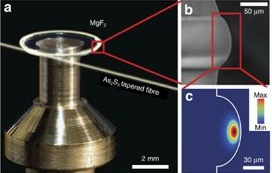 a
MgF₂
As₂S₃ tapered fibre
2 mm
b
50 µm
c
Max
Min
30 µm